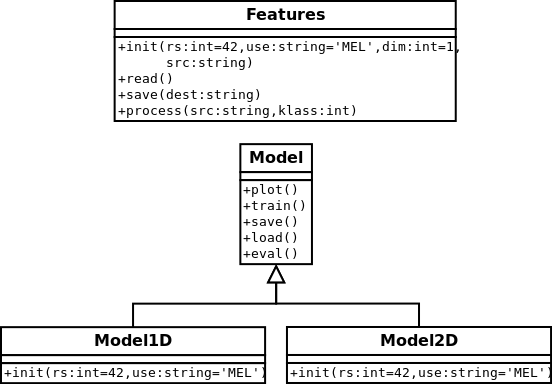 Features
+init(rs:int=42,use:string='MEL',dim:int=1,
src:string)
+read()
+save(dest:string)
+process(src:string,klass:int)
Model
+plot()
+train()
+save()
+load()
+eval()
Model1D
+init(rs:int=42,use:string='MEL')
Model2D
+init(rs:int=42,use:string='MEL')